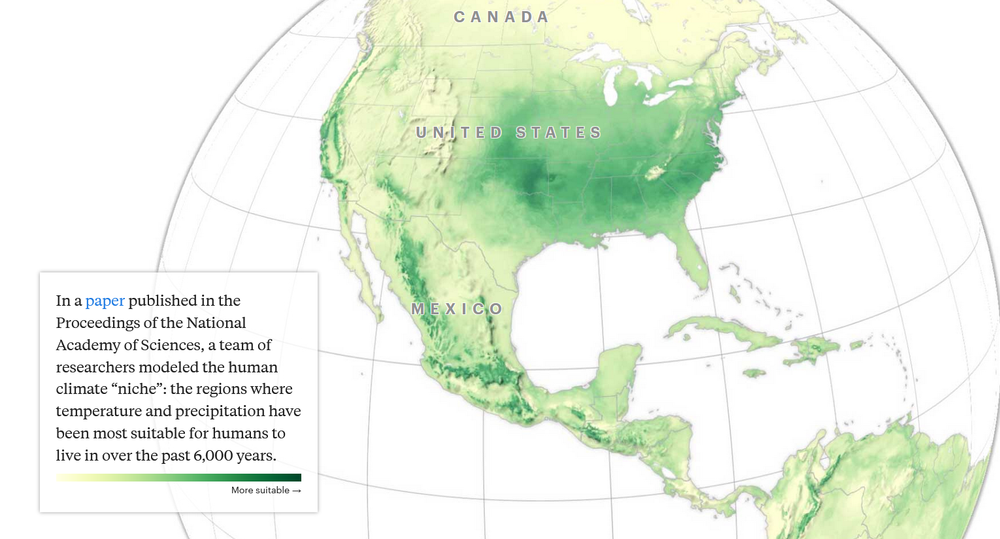 CANADA
UNITED STATES
MEXICO
In a paper published in the
Proceedings of the National
Academy of Sciences, a team of
researchers modeled the human
climate “niche”: the regions where
temperature and precipitation have
been most suitable for humans to
live in over the past 6,000 years.
More suitable →